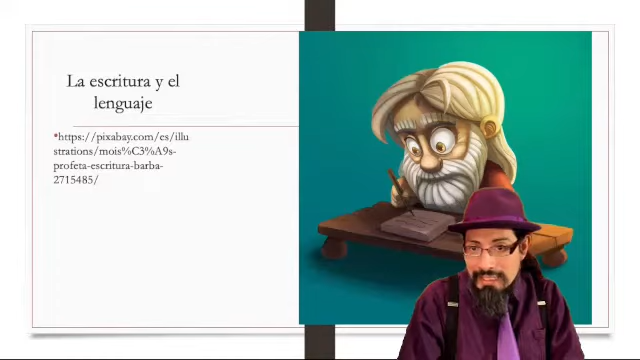 La escritura y el
lenguaje
•https://pixabay.com/es/illu
strations/mois%C3%A9s-
profeta-escritura-barba-
2715485/